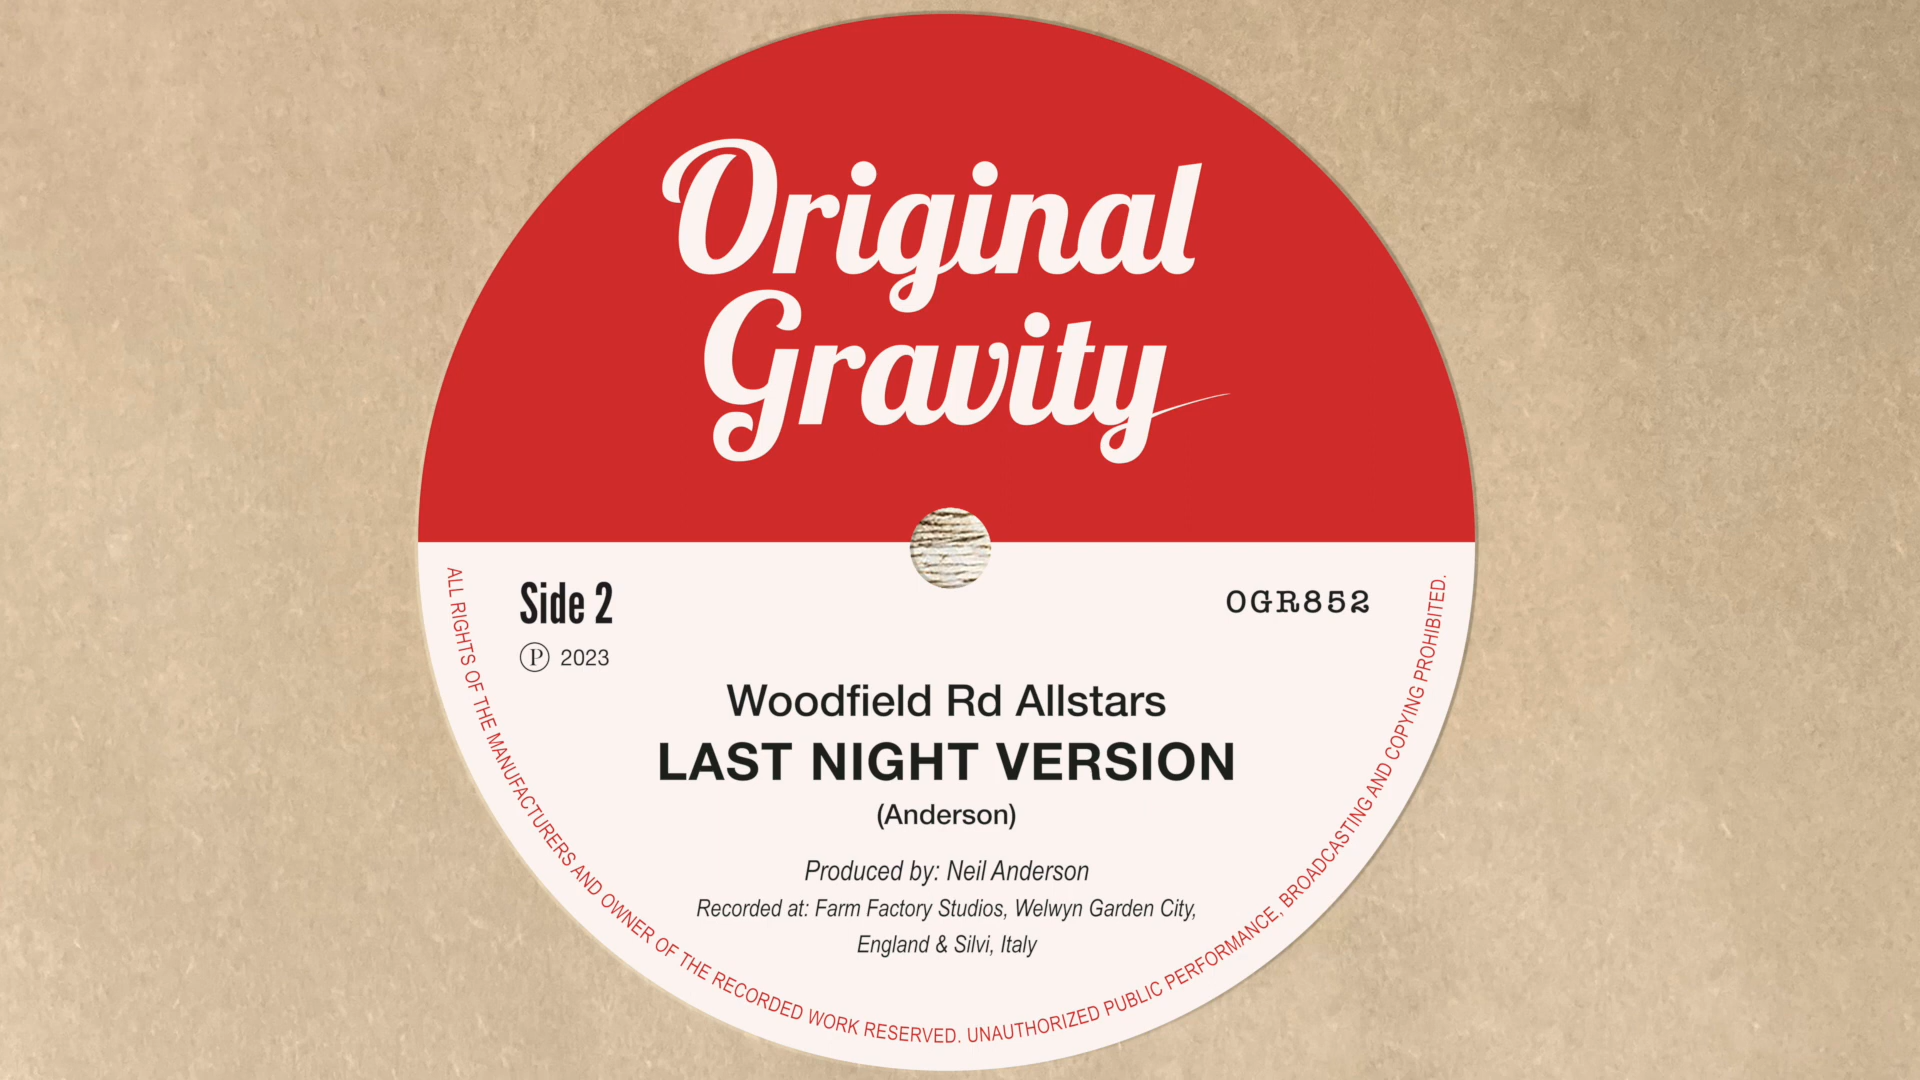 Original
Gravity
Side 2
OGR852
Ⓟ 2023
Woodfield Rd Allstars
LAST NIGHT VERSION
(Anderson)
Produced by: Neil Anderson
Recorded at: Farm Factory Studios, Welwyn Garden City,
England & Silvi, Italy
ALL RIGHTS OF THE MANUFACTURERS AND OWNER OF THE RECORDED WORK RESERVED. UNAUTHORIZED PUBLIC PERFORMANCE, BROADCASTING AND COPYING PROHIBITED.